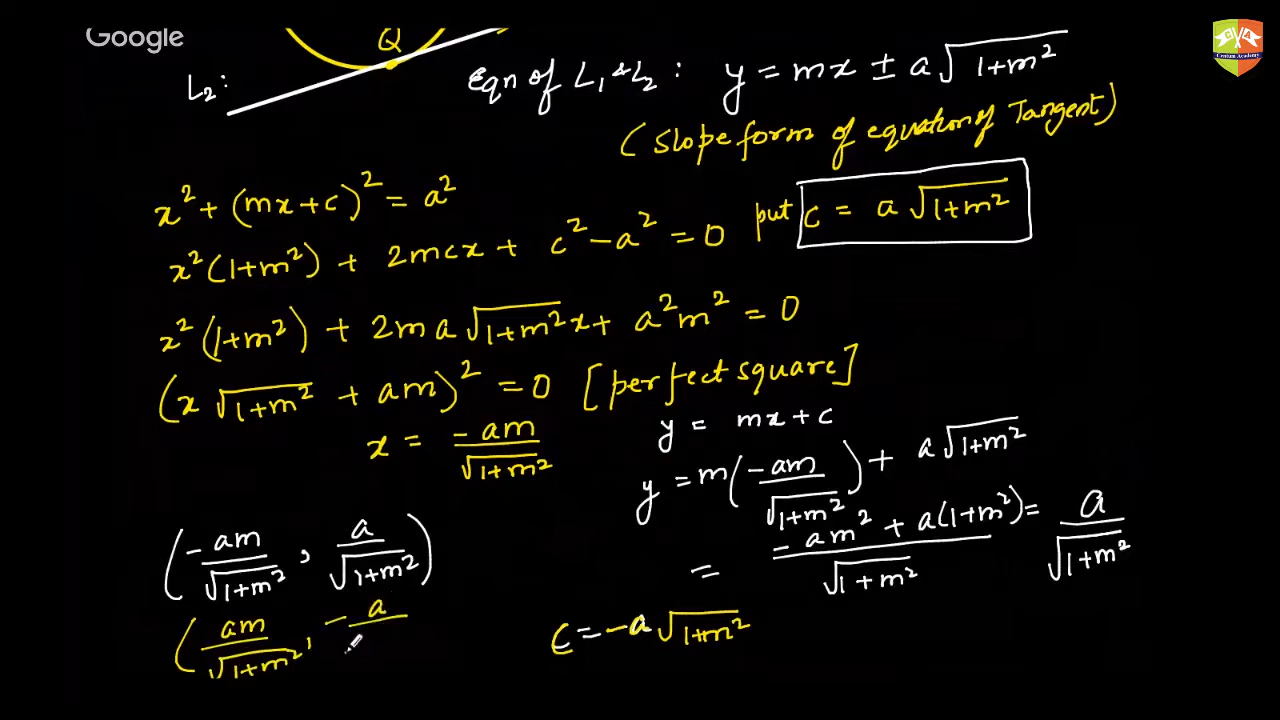 Google
Q
L₂:
Eqn of L₁ & L₂ : y = mx ± a√(1+m²)
(slope form of equation of Tangent)
x² + (mx + c)² = a²
put c = a√(1+m²)
x²(1+m²) + 2mcx + c² - a² = 0
x²(1+m²) + 2ma√(1+m²)x + a²m² = 0
(x√(1+m²) + am)² = 0 [perfect square]
x = -am/√(1+m²)
y = mx + c
y = m(-am/√(1+m²)) + a√(1+m²)
= (-am² + a(1+m²))/√(1+m²) = a/√(1+m²)
(-am/√(1+m²), a/√(1+m²))
(am/√(1+m²), -a/
c = -a√(1+m²)